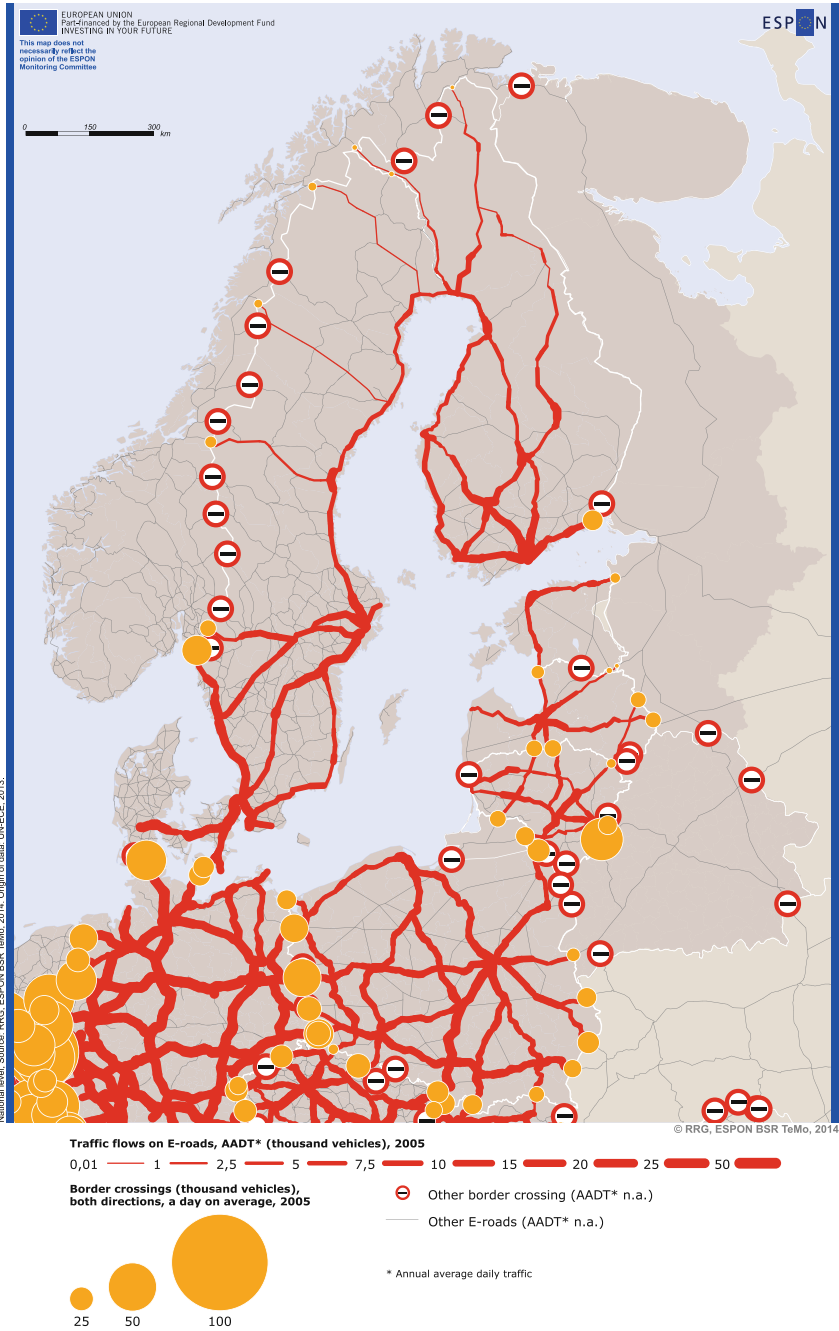 EUROPEAN UNION
Part-financed by the European Regional Development Fund
INVESTING IN YOUR FUTURE
ESPON
This map does not
necessarily reflect the
opinion of the ESPON
Monitoring Committee
0 150 300
km
National level, Source: RRG, ESPON BSR TeMo, 2014. Origin of data: UN-ECE, 2013.
© RRG, ESPON BSR TeMo, 2014
Traffic flows on E-roads, AADT* (thousand vehicles), 2005
0,01 1 2,5 5 7,5 10 15 20 25 50
Border crossings (thousand vehicles),
both directions, a day on average, 2005
25 50 100
Other border crossing (AADT* n.a.)
Other E-roads (AADT* n.a.)
* Annual average daily traffic